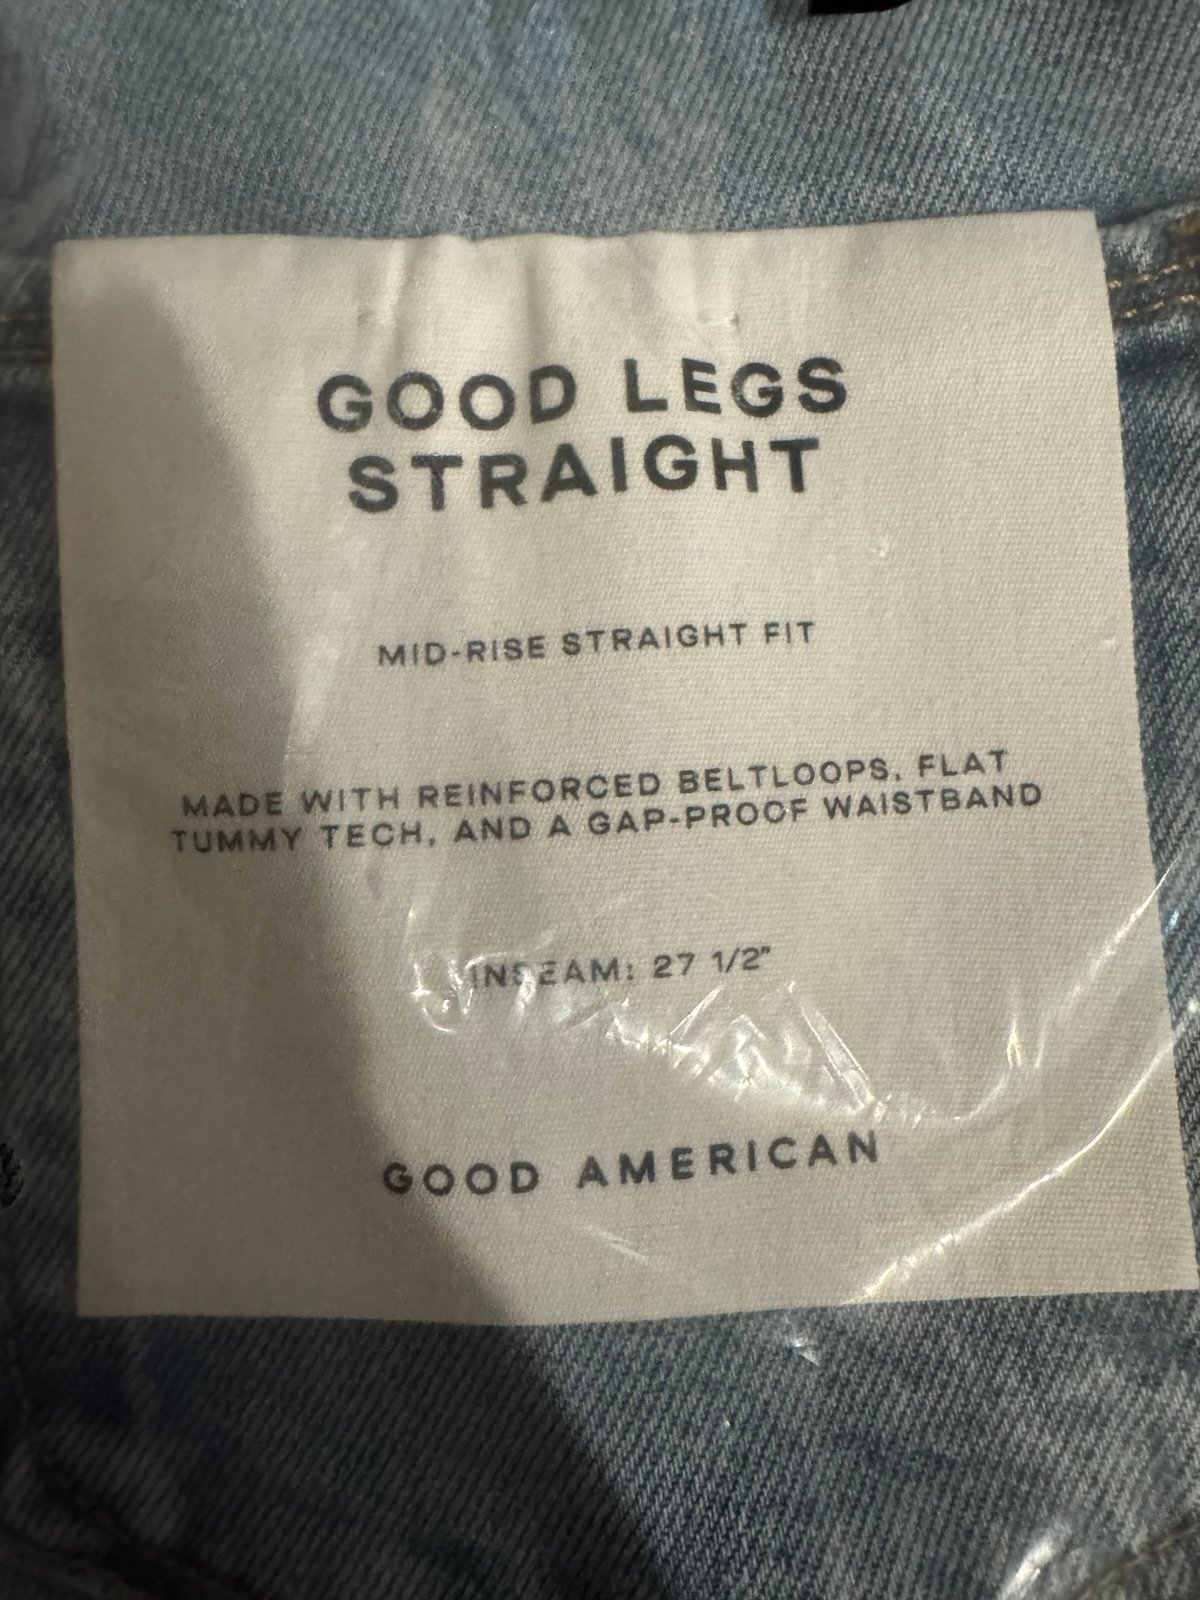 GOOD LEGS
STRAIGHT
MID-RISE STRAIGHT FIT
MADE WITH REINFORCED BELTLOOPS, FLAT
TUMMY TECH, AND A GAP-PROOF WAISTBAND
INSEAM: 27 1/2"
GOOD AMERICAN